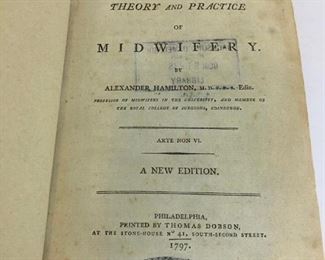 THEORY AND PRACTICE
OF
MIDWIFERY.
BY
ALEXANDER HAMILTON, M. D. F. R. S. Edin.
PROFESSOR OF MIDWIFERY IN THE UNIVERSITY, AND MEMBER OF
THE ROYAL COLLEGE OF SURGEONS, EDINBURGH.
ARTE NON VI.
A NEW EDITION.
PHILADELPHIA,
PRINTED BY THOMAS DOBSON,
AT THE STONE-HOUSE Nº 41, SOUTH-SECOND STREET.
1797.